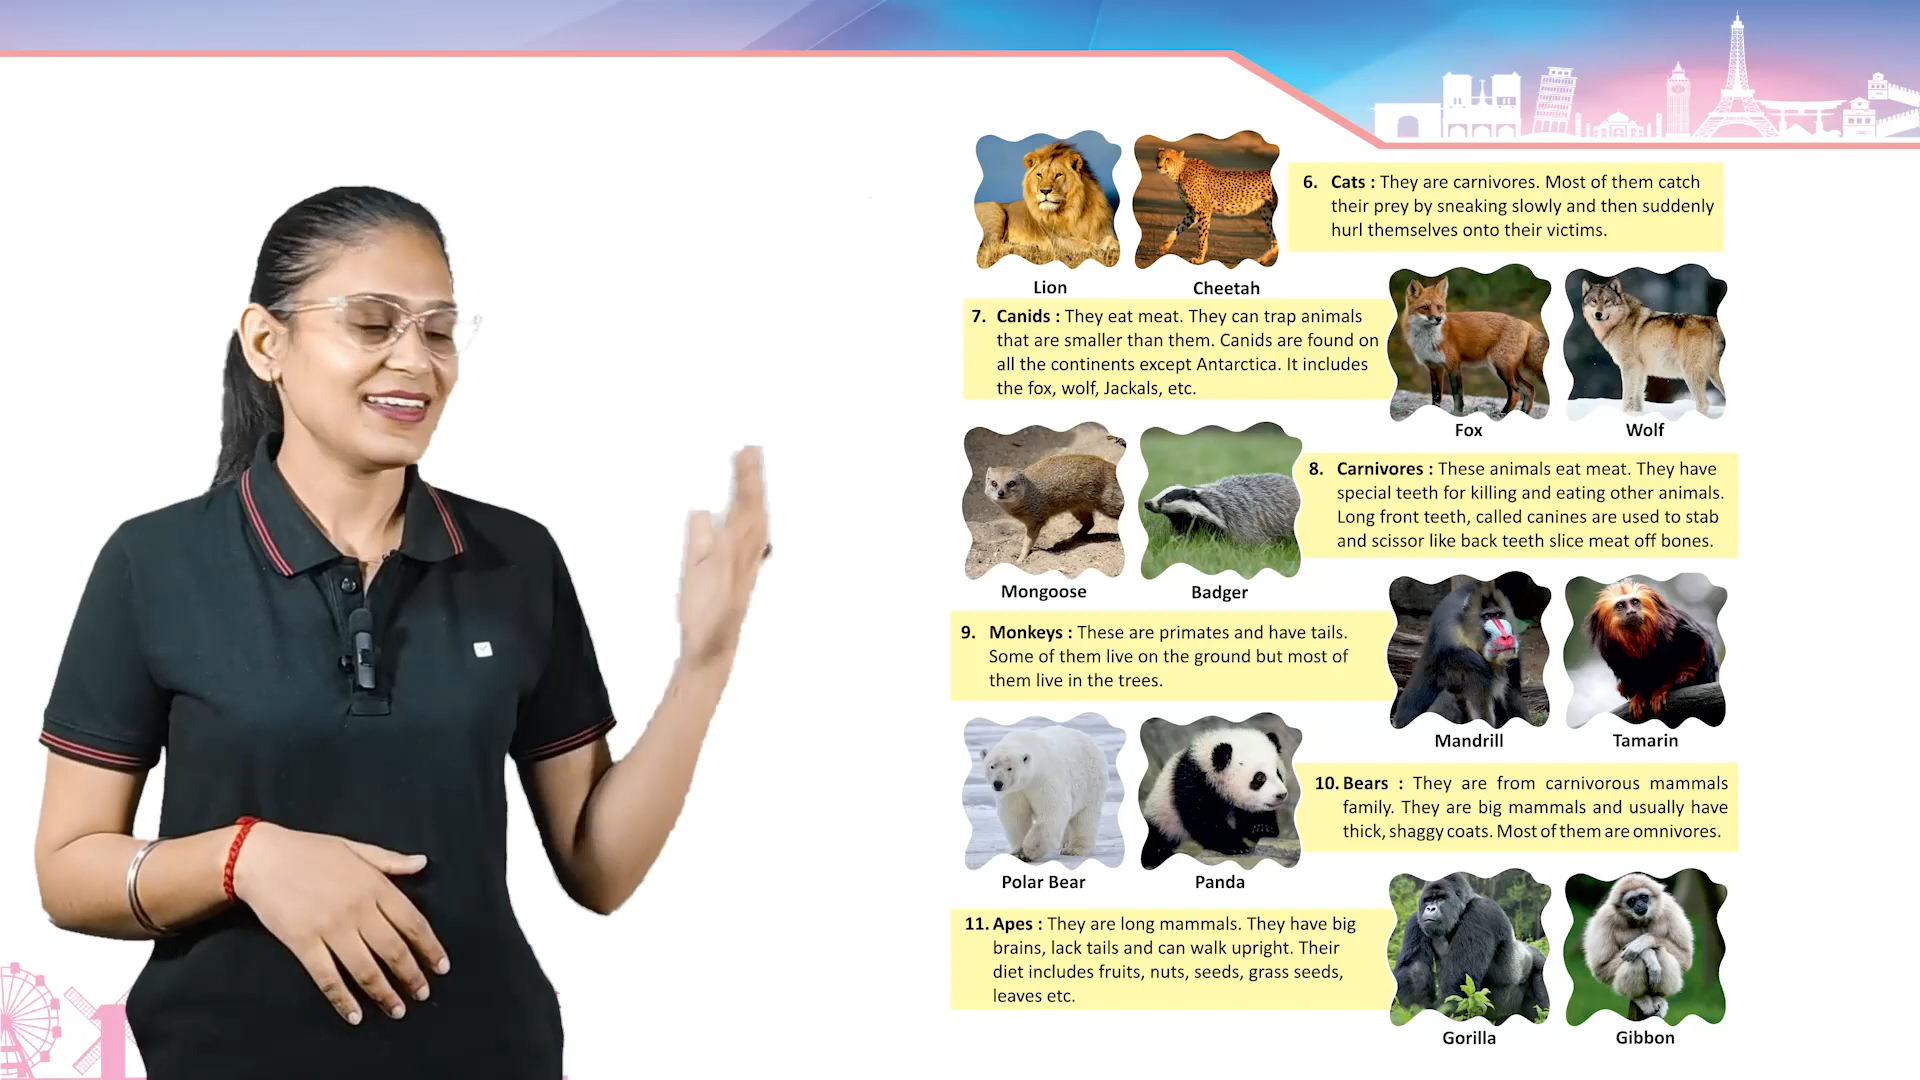 6. Cats : They are carnivores. Most of them catch
their prey by sneaking slowly and then suddenly
hurl themselves onto their victims.
Lion
Cheetah
7. Canids : They eat meat. They can trap animals
that are smaller than them. Canids are found on
all the continents except Antarctica. It includes
the fox, wolf, Jackals, etc.
Fox
Wolf
8. Carnivores : These animals eat meat. They have
special teeth for killing and eating other animals.
Long front teeth, called canines are used to stab
and scissor like back teeth slice meat off bones.
Mongoose
Badger
9. Monkeys : These are primates and have tails.
Some of them live on the ground but most of
them live in the trees.
Mandrill
Tamarin
10. Bears : They are from carnivorous mammals
family. They are big mammals and usually have
thick, shaggy coats. Most of them are omnivores.
Polar Bear
Panda
11. Apes : They are long mammals. They have big
brains, lack tails and can walk upright. Their
diet includes fruits, nuts, seeds, grass seeds,
leaves etc.
Gorilla
Gibbon